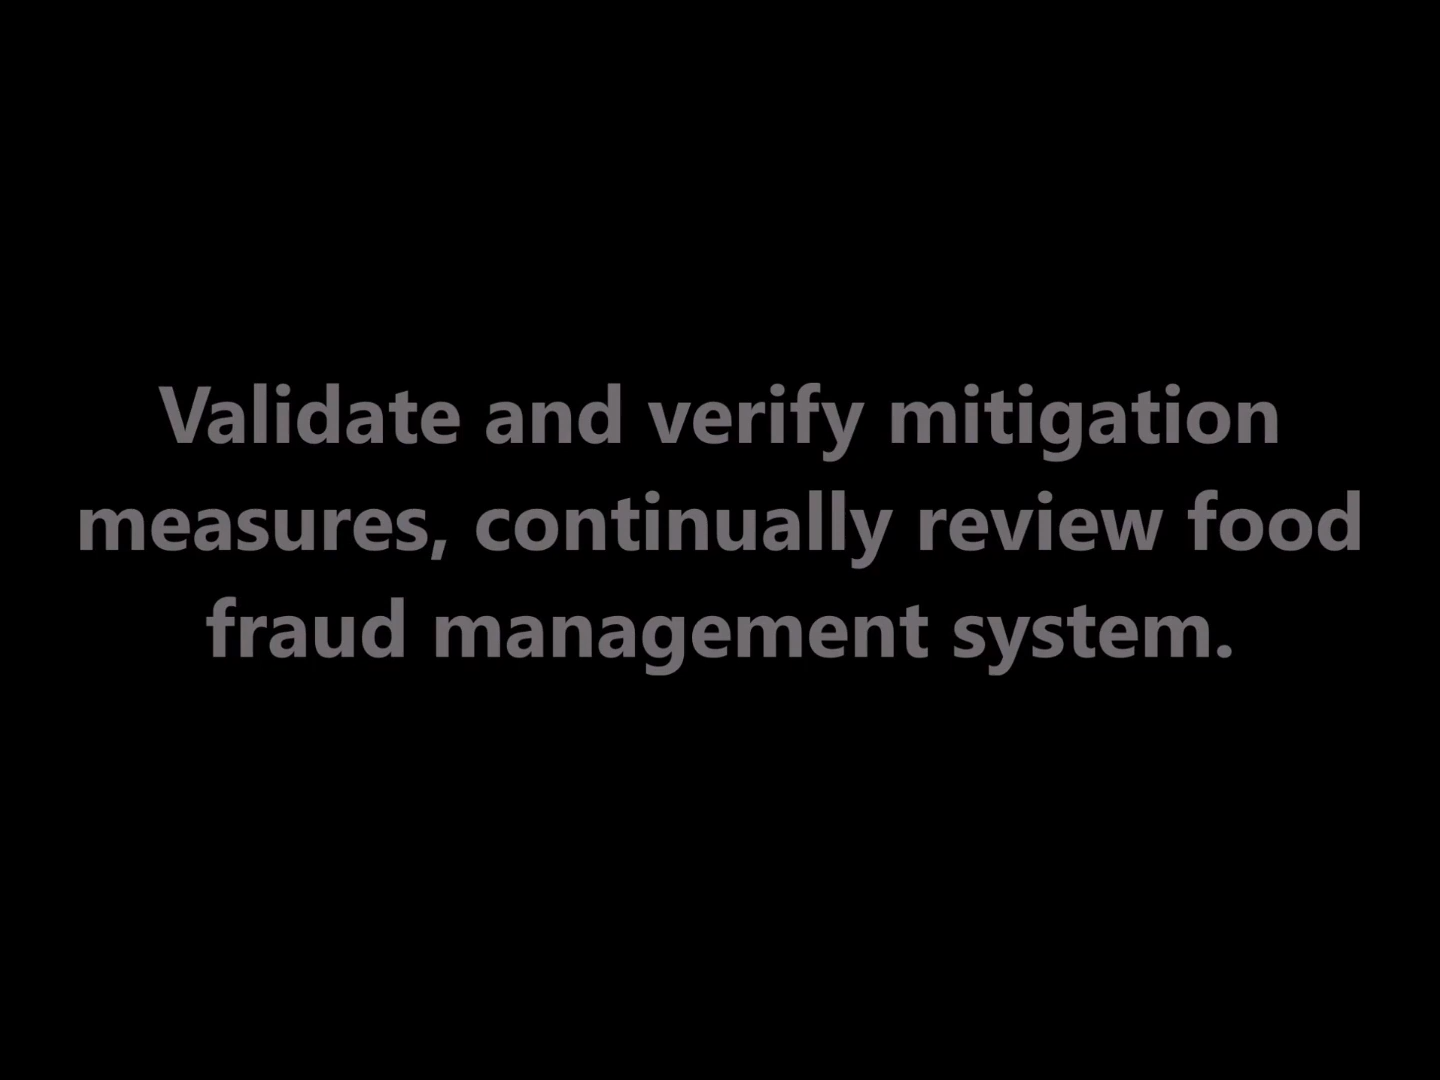 Validate and verify mitigation
measures, continually review food
fraud management system.